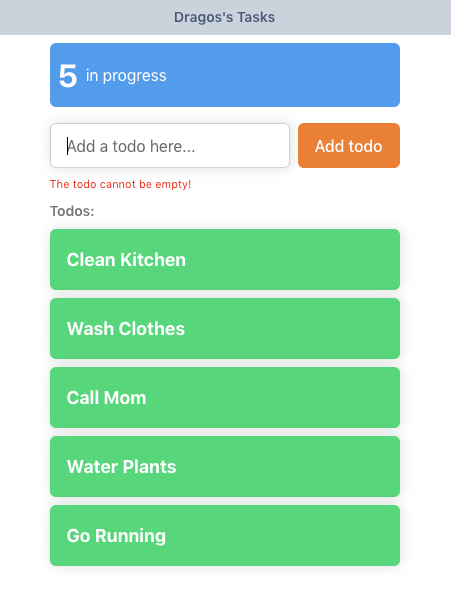 Dragos's Tasks
5 in progress
Add a todo here...
Add todo
The todo cannot be empty!
Todos:
Clean Kitchen
Wash Clothes
Call Mom
Water Plants
Go Running